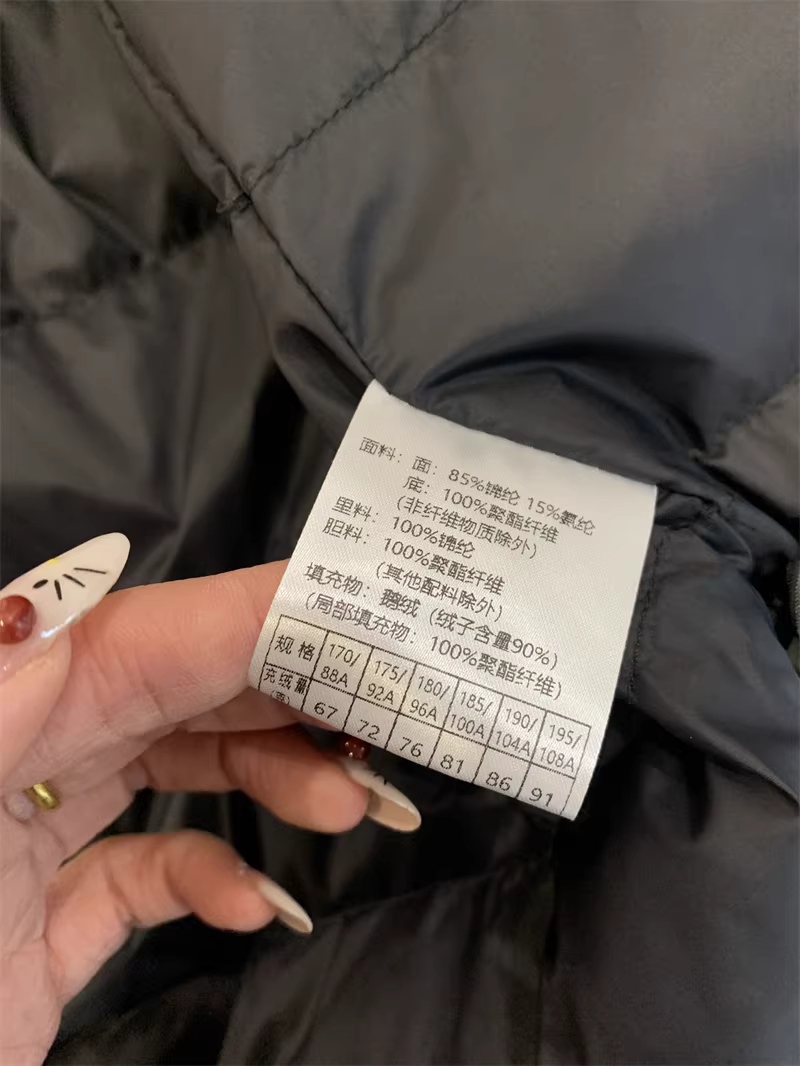 面料：面：85%锦纶 15%氨纶
底：100%聚酯纤维
(非纤维物质除外)
里料：100%锦纶
胆料：100%聚酯纤维
(其他配料除外)
填充物：鹅绒（绒子含量90%)
(局部填充物：100%聚酯纤维)
规格 170/88A 175/92A 180/96A 185/100A 190/104A 195/108A
充绒量(克) 67 72 76 81 86 91